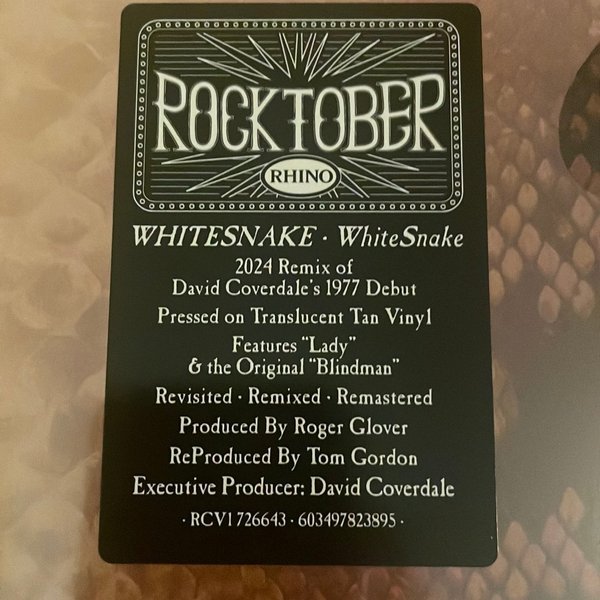 ROCKTOBER
RHINO
WHITESNAKE · WhiteSnake
2024 Remix of
David Coverdale's 1977 Debut
Pressed on Translucent Tan Vinyl
Features "Lady"
& the Original "Blindman"
Revisited · Remixed · Remastered
Produced By Roger Glover
ReProduced By Tom Gordon
Executive Producer: David Coverdale
· RCV1 726643 · 603497823895 ·